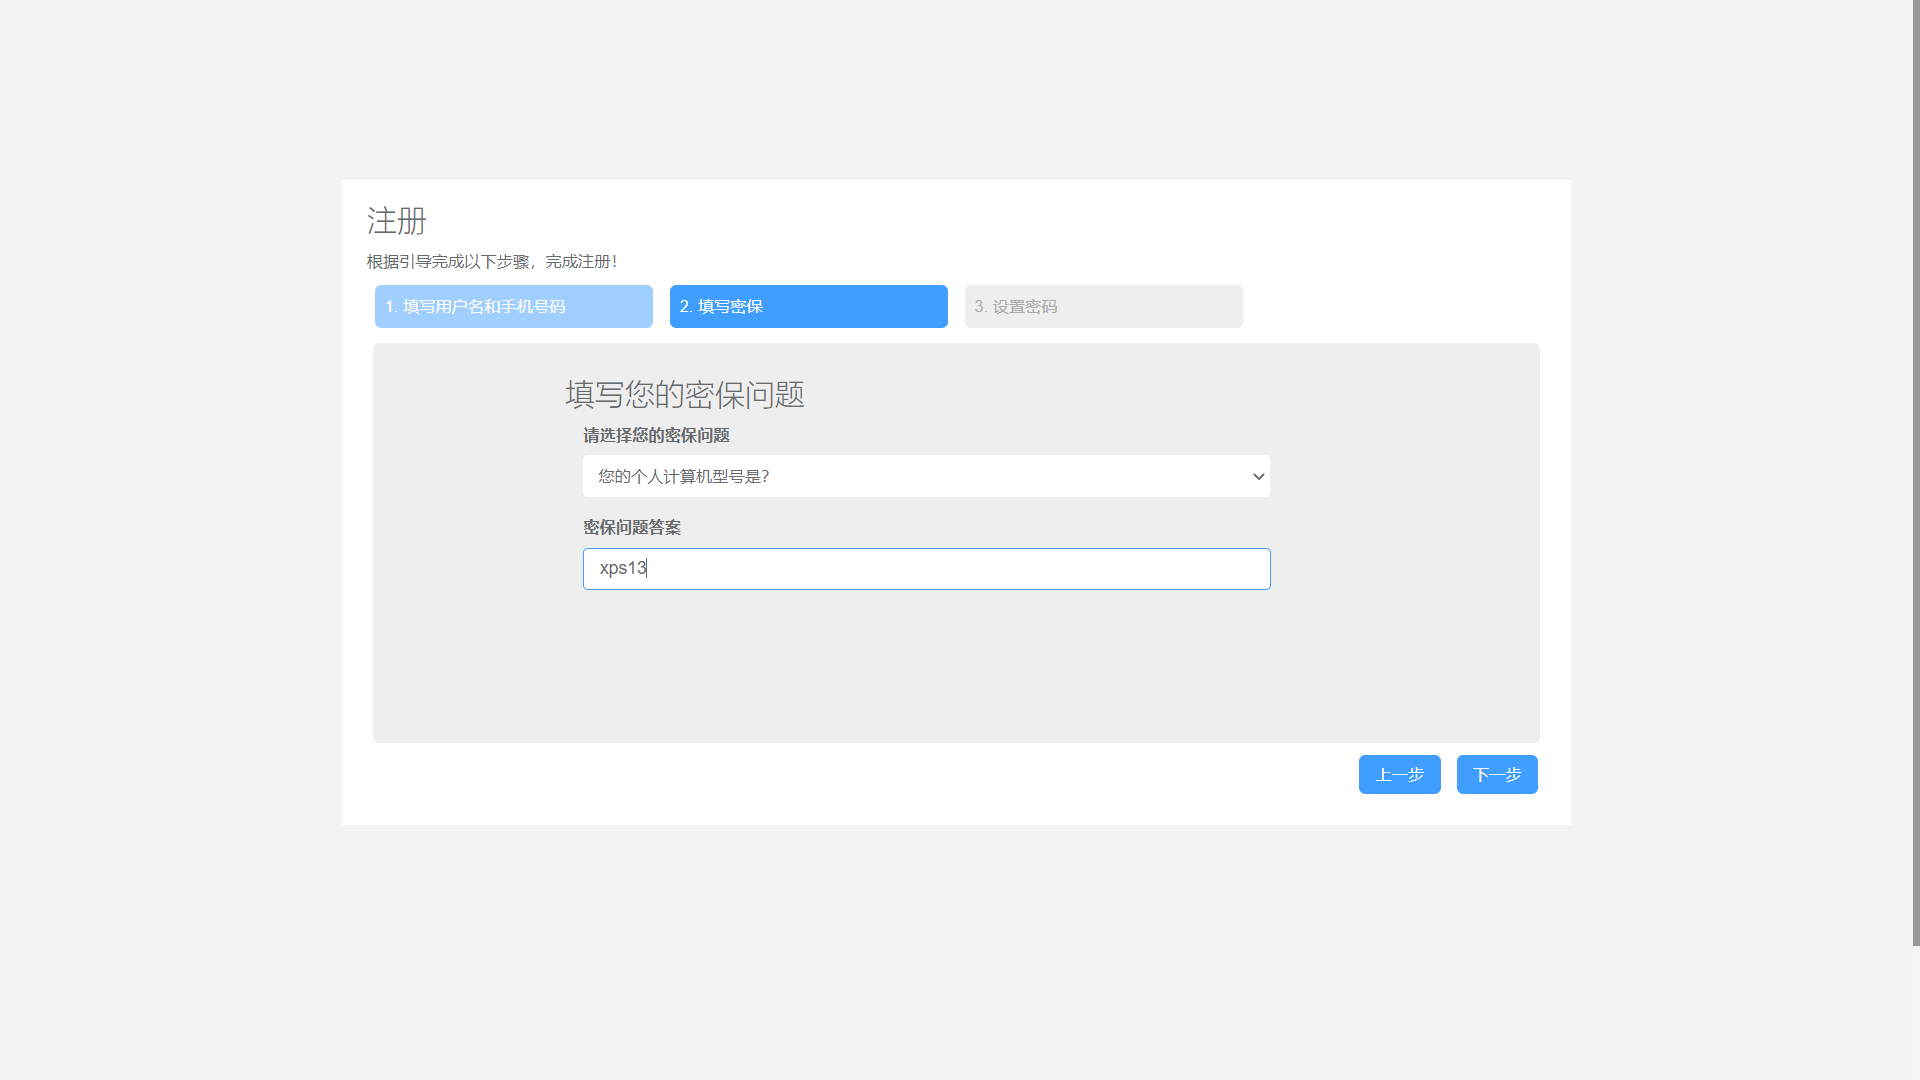 注册
根据引导完成以下步骤，完成注册！
1. 填写用户名和手机号码
2. 填写密保
3. 设置密码
填写您的密保问题
请选择您的密保问题
您的个人计算机型号是？
密保问题答案
xps13
上一步
下一步